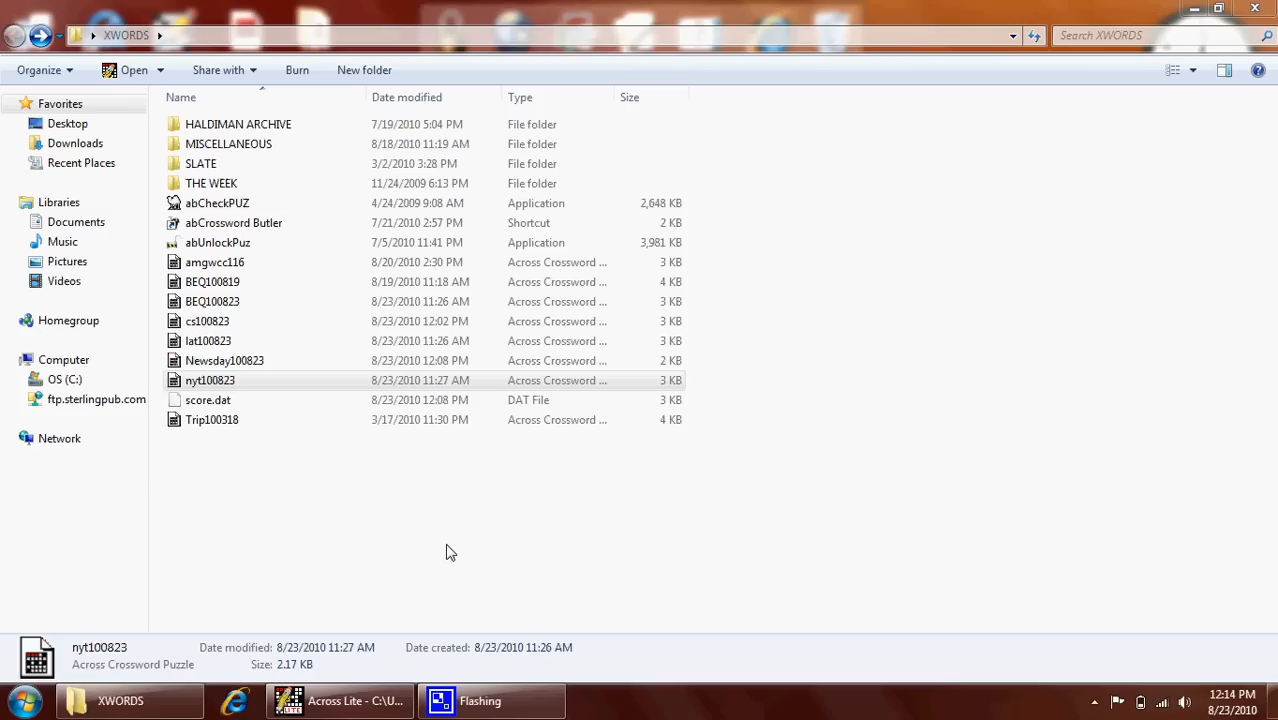 XWORDS
Search XWORDS
Organize Open Share with Burn New folder
Name Date modified Type Size
Favorites
Desktop
Downloads
Recent Places
Libraries
Documents
Music
Pictures
Videos
Homegroup
Computer
OS (C:)
ftp.sterlingpub.com
Network
HALDIMAN ARCHIVE 7/19/2010 5:04 PM File folder
MISCELLANEOUS 8/18/2010 11:19 AM File folder
SLATE 3/2/2010 3:28 PM File folder
THE WEEK 11/24/2009 6:13 PM File folder
abCheckPUZ 4/24/2009 9:08 AM Application 2,648 KB
abCrossword Butler 7/21/2010 2:57 PM Shortcut 2 KB
abUnlockPuz 7/5/2010 11:41 PM Application 3,981 KB
amgwcc116 8/20/2010 2:30 PM Across Crossword ... 3 KB
BEQ100819 8/19/2010 11:18 AM Across Crossword ... 4 KB
BEQ100823 8/23/2010 11:26 AM Across Crossword ... 3 KB
cs100823 8/23/2010 12:02 PM Across Crossword ... 3 KB
lat100823 8/23/2010 11:26 AM Across Crossword ... 3 KB
Newsday100823 8/23/2010 12:08 PM Across Crossword ... 2 KB
nyt100823 8/23/2010 11:27 AM Across Crossword ... 3 KB
score.dat 8/23/2010 12:08 PM DAT File 3 KB
Trip100318 3/17/2010 11:30 PM Across Crossword ... 4 KB
nyt100823 Date modified: 8/23/2010 11:27 AM Date created: 8/23/2010 11:26 AM
Across Crossword Puzzle Size: 2.17 KB
XWORDS Across Lite - C:\U... Flashing 12:14 PM
8/23/2010